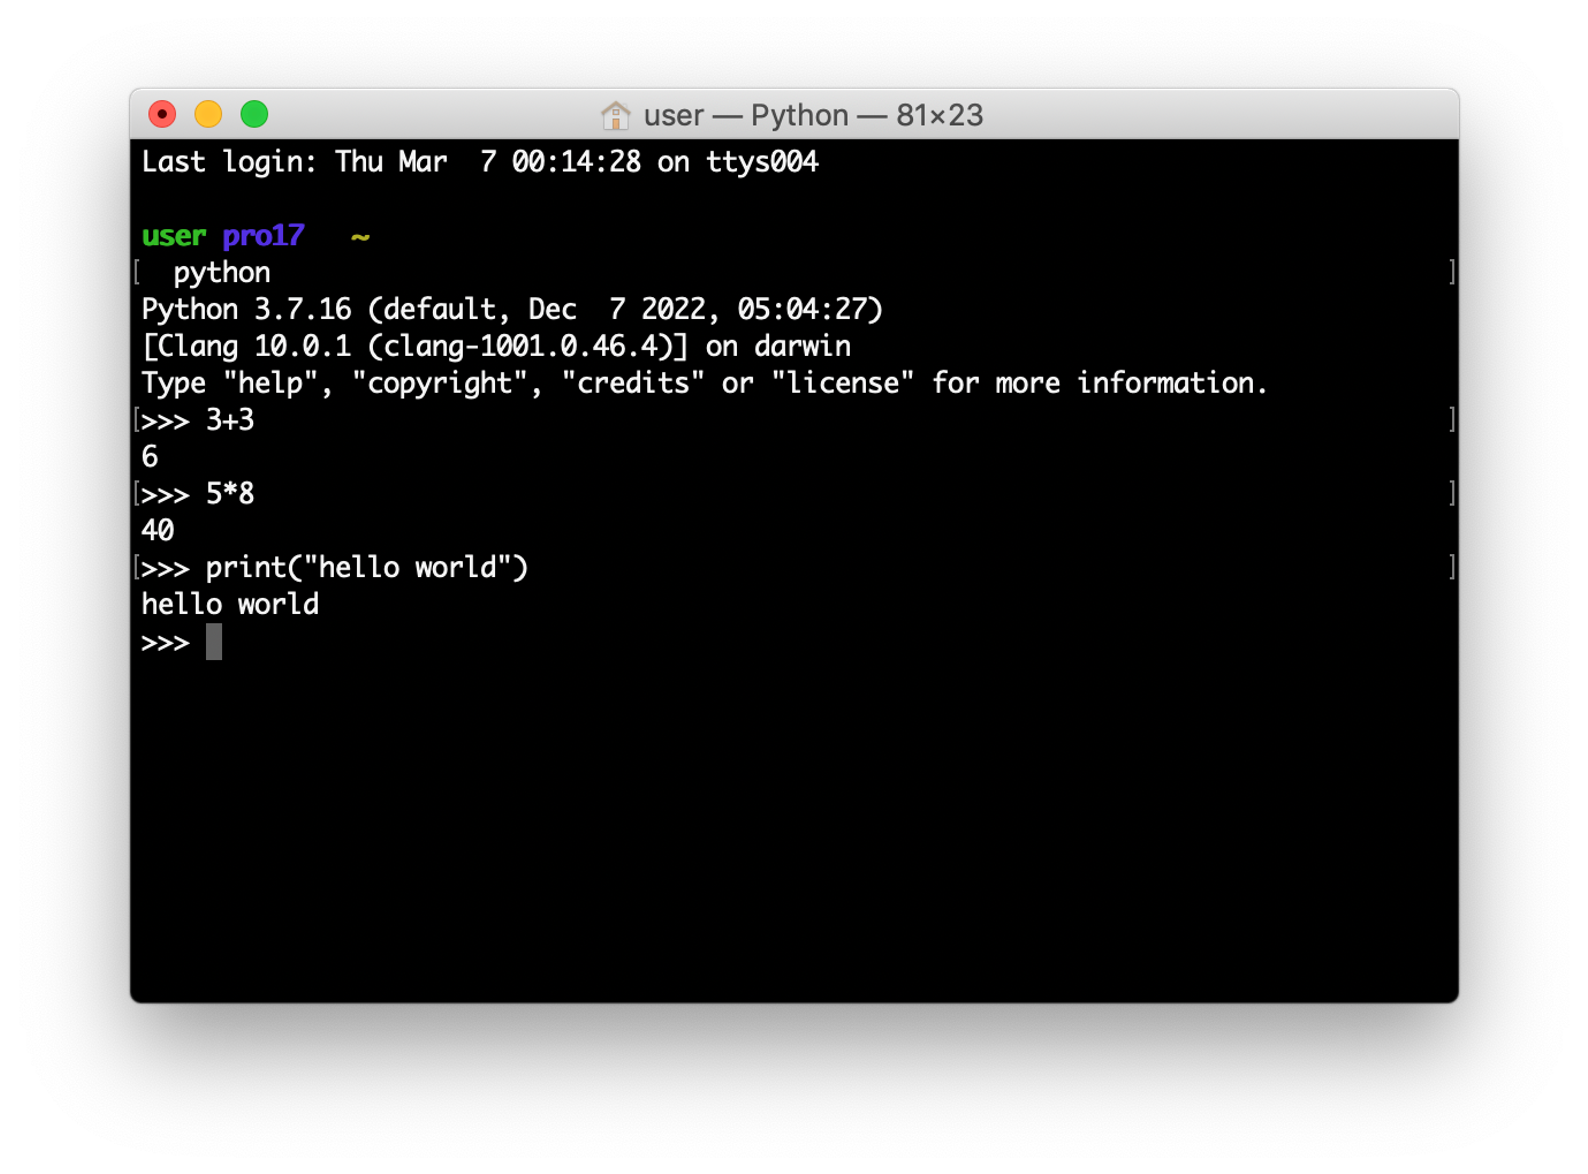 user — Python — 81×23
Last login: Thu Mar  7 00:14:28 on ttys004
user pro17   ~
[  python ]
Python 3.7.16 (default, Dec  7 2022, 05:04:27)
[Clang 10.0.1 (clang-1001.0.46.4)] on darwin
Type "help", "copyright", "credits" or "license" for more information.
[>>> 3+3 ]
6
[>>> 5*8 ]
40
[>>> print("hello world") ]
hello world
>>>